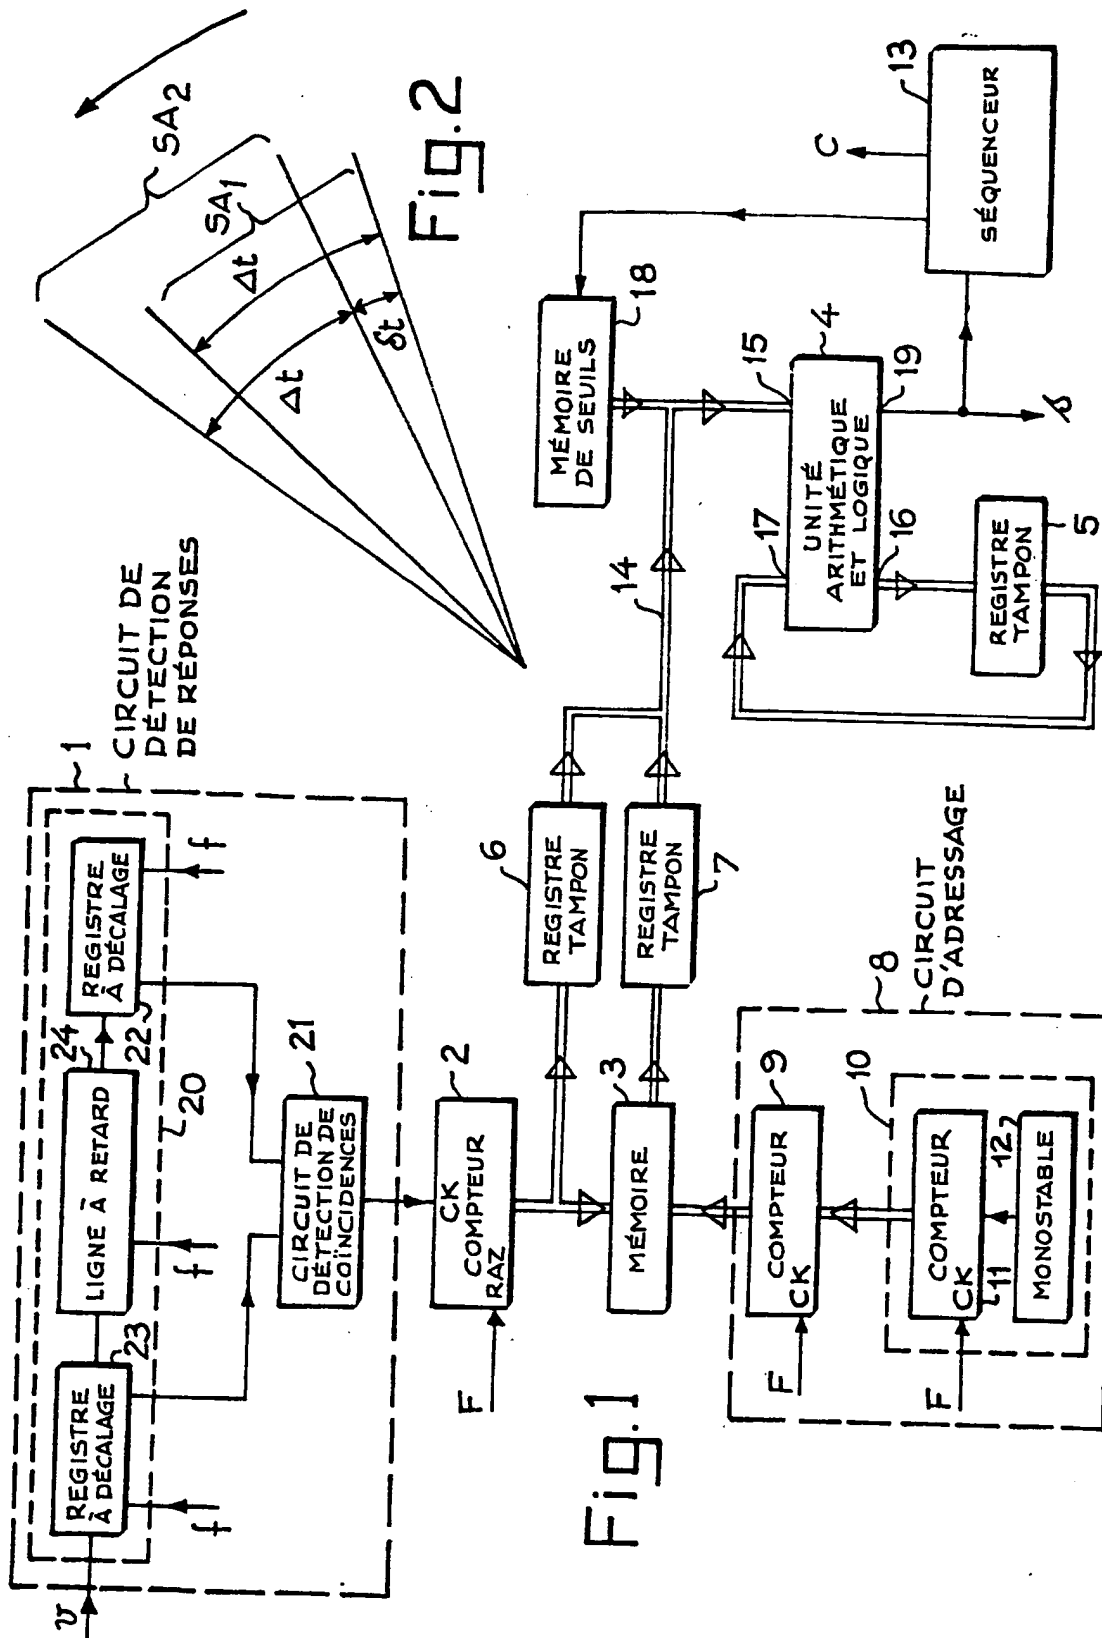 v
REGISTRE
À DÉCALAGE
23
f
LIGNE À RETARD
24
f
REGISTRE
À DÉCALAGE
22
f
20
1
CIRCUIT DE
DÉTECTION
DE RÉPONSES
CIRCUIT DE
DÉTECTION DE
COÏNCIDENCES
21
CK
COMPTEUR
RAZ
2
F
MÉMOIRE
3
REGISTRE
TAMPON
6
REGISTRE
TAMPON
7
14
COMPTEUR
CK
9
F
10
COMPTEUR
CK
11
F
MONOSTABLE
12
8
CIRCUIT
D'ADRESSAGE
Fig.1
MÉMOIRE
DE SEUILS
18
15
17
UNITÉ
ARITHMÉTIQUE
ET LOGIQUE
4
16
19
REGISTRE
TAMPON
5
s
SÉQUENCEUR
13
C
SA2
SA1
Δt
Δt
δt
Fig.2